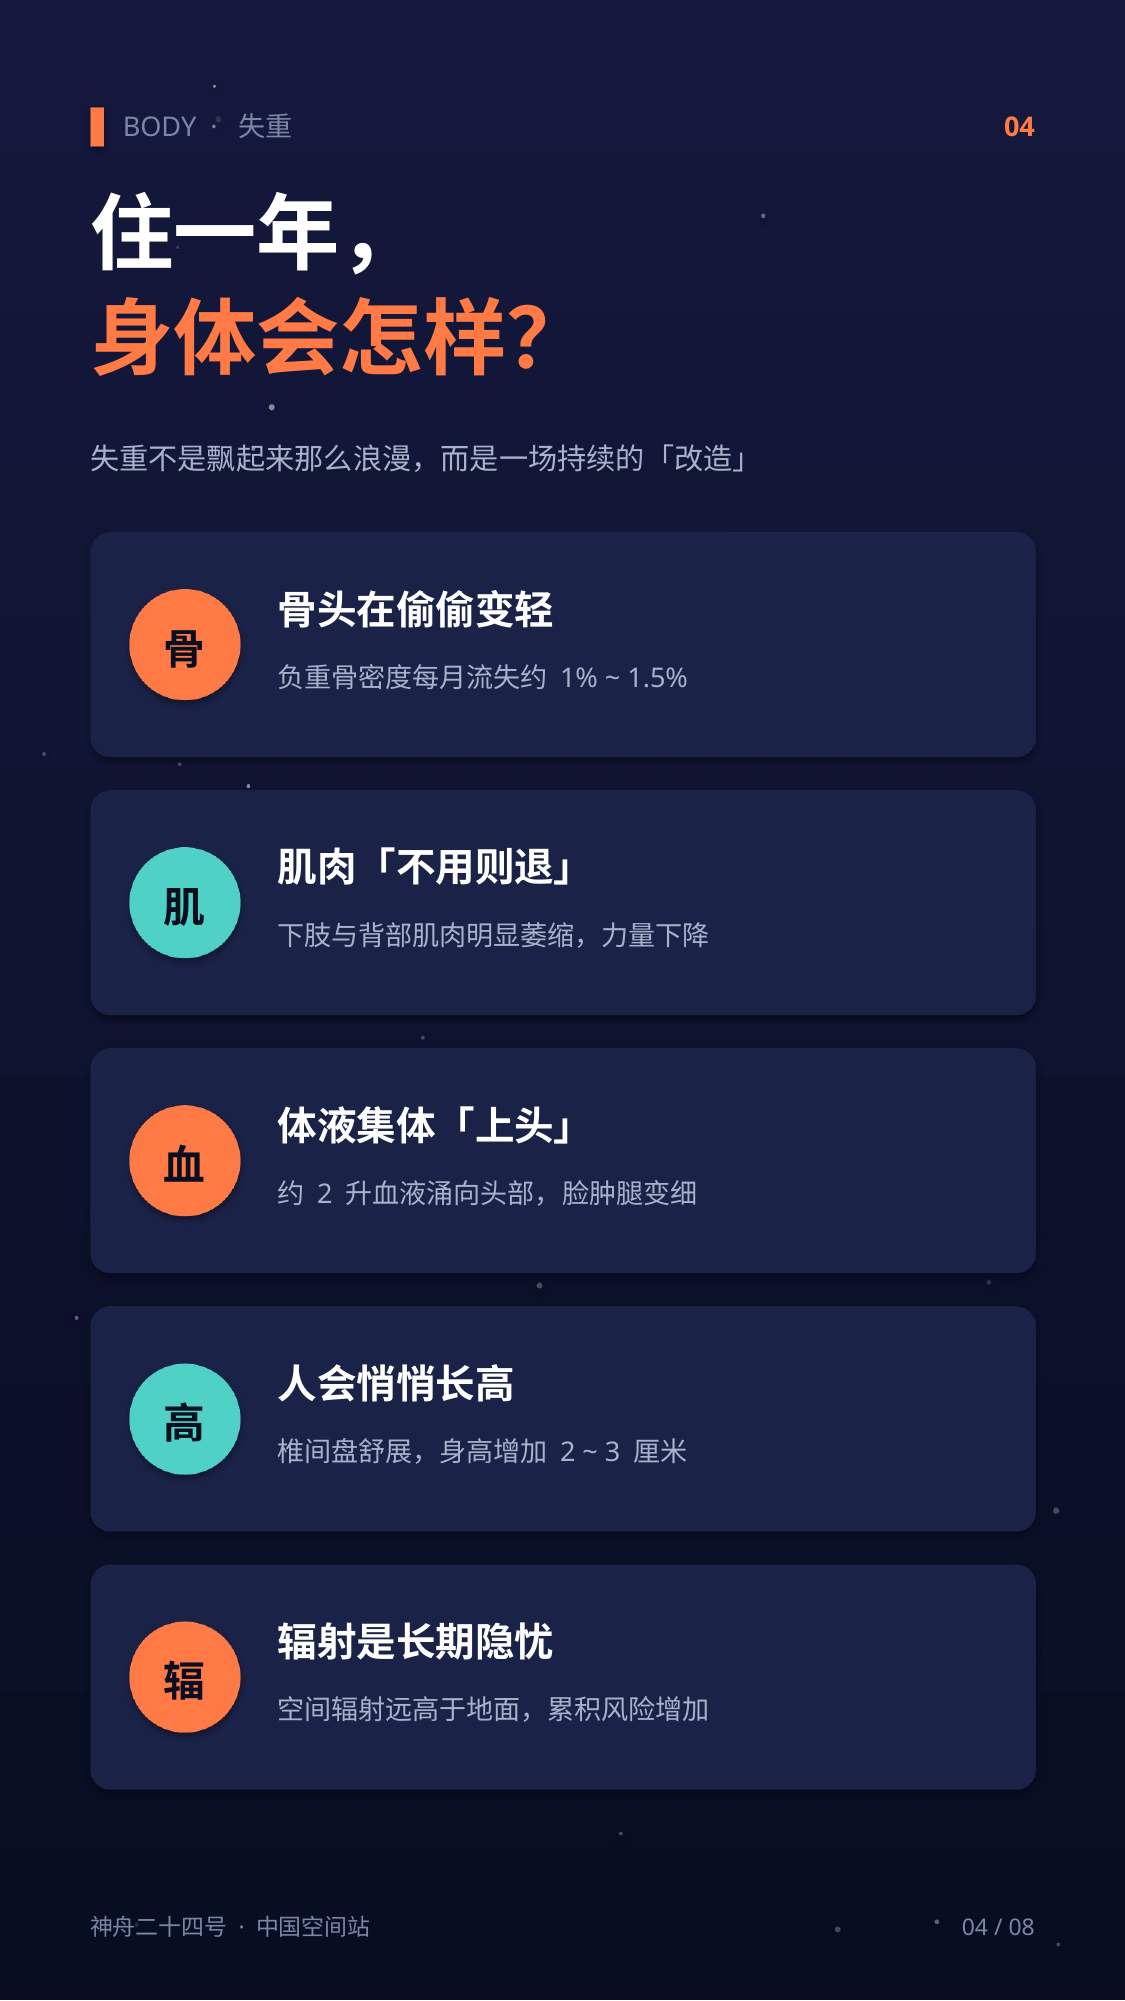 BODY · 失重
04
住一年，
身体会怎样？
失重不是飘起来那么浪漫，而是一场持续的「改造」
骨
骨头在偷偷变轻
负重骨密度每月流失约 1% ~ 1.5%
肌
肌肉「不用则退」
下肢与背部肌肉明显萎缩，力量下降
血
体液集体「上头」
约 2 升血液涌向头部，脸肿腿变细
高
人会悄悄长高
椎间盘舒展，身高增加 2 ~ 3 厘米
辐
辐射是长期隐忧
空间辐射远高于地面，累积风险增加
神舟二十四号 · 中国空间站
04 / 08